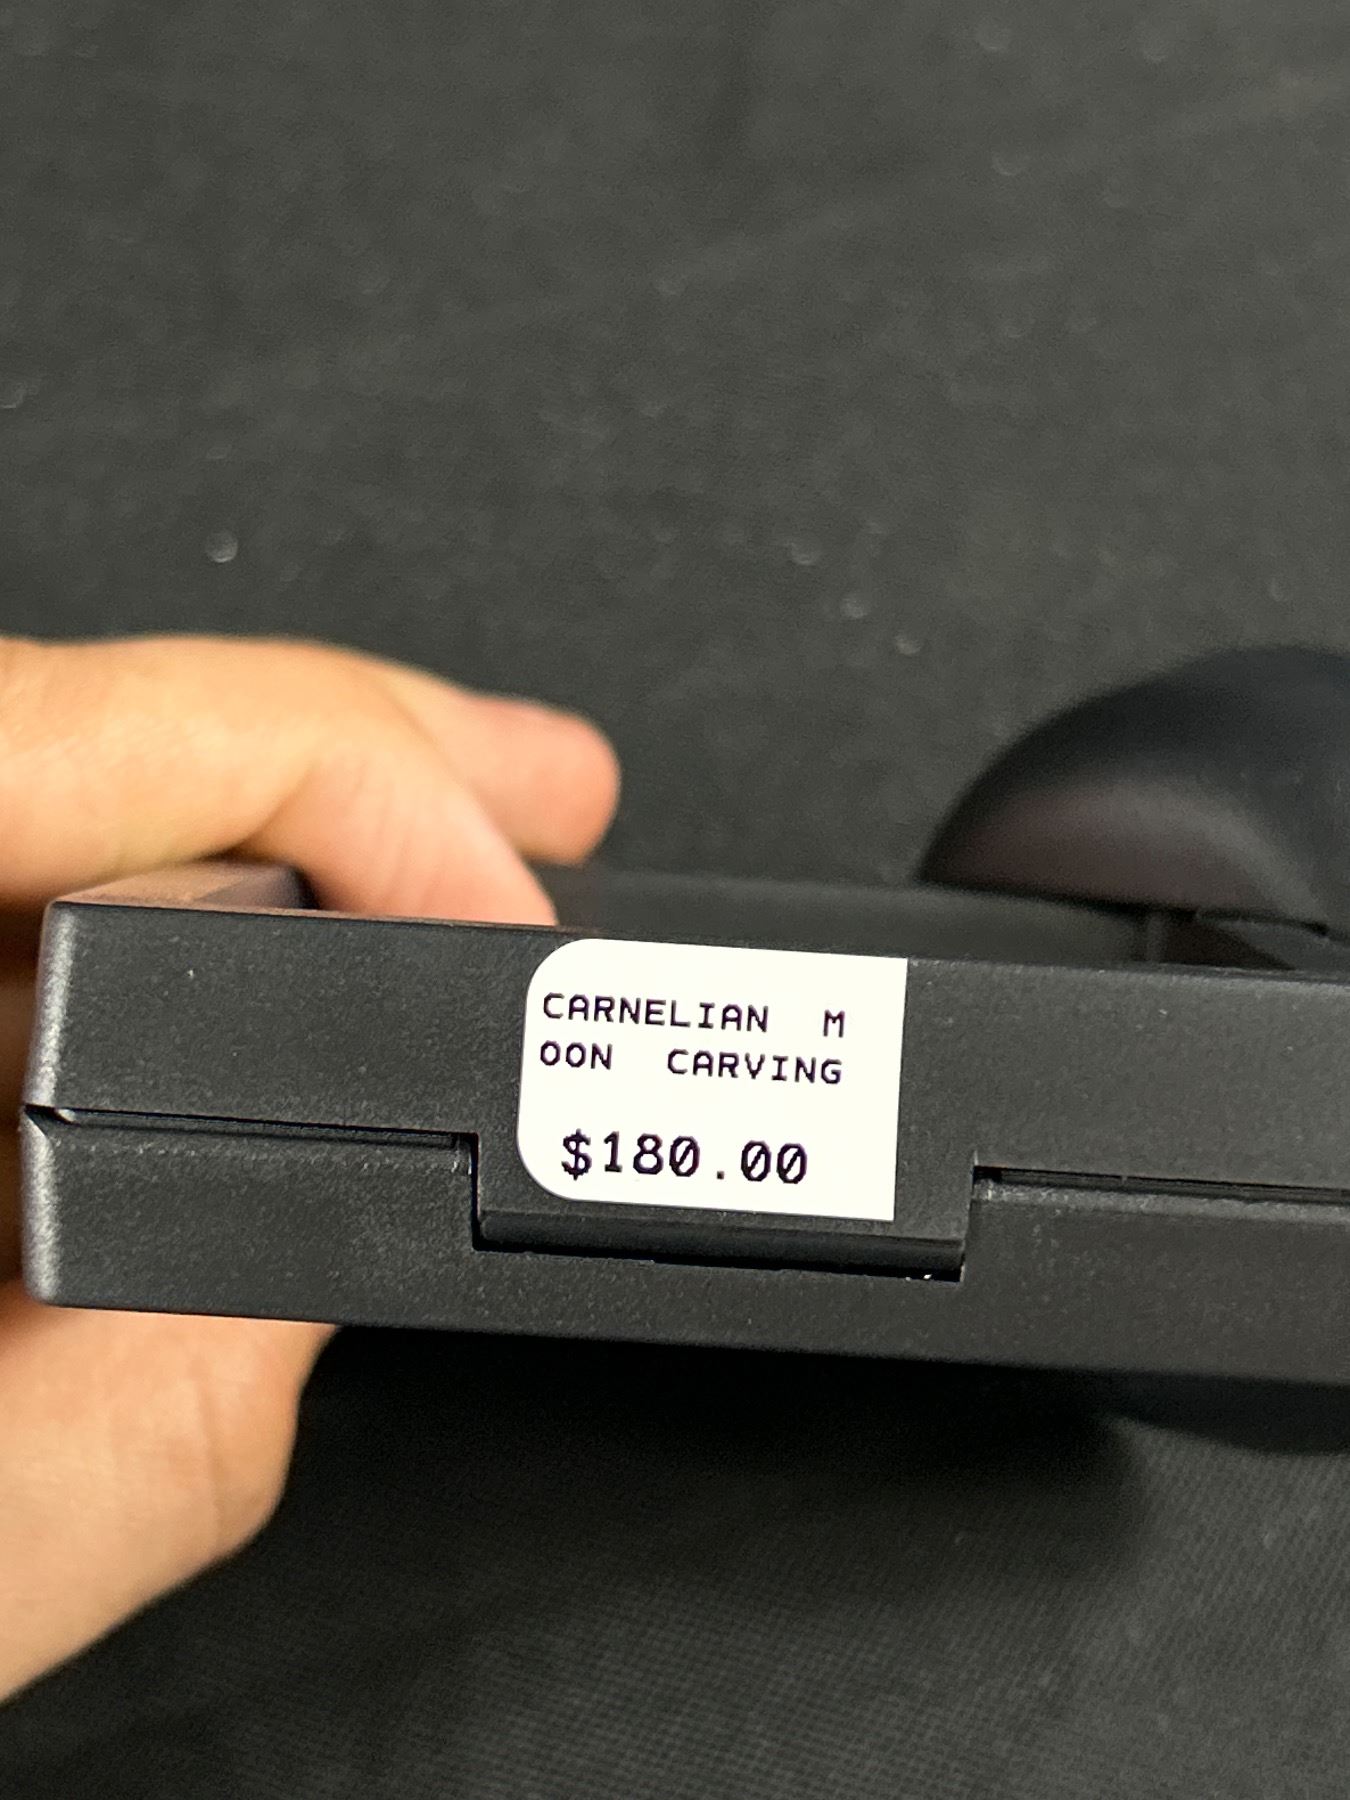 CARNELIAN M
OON CARVING
$180.00